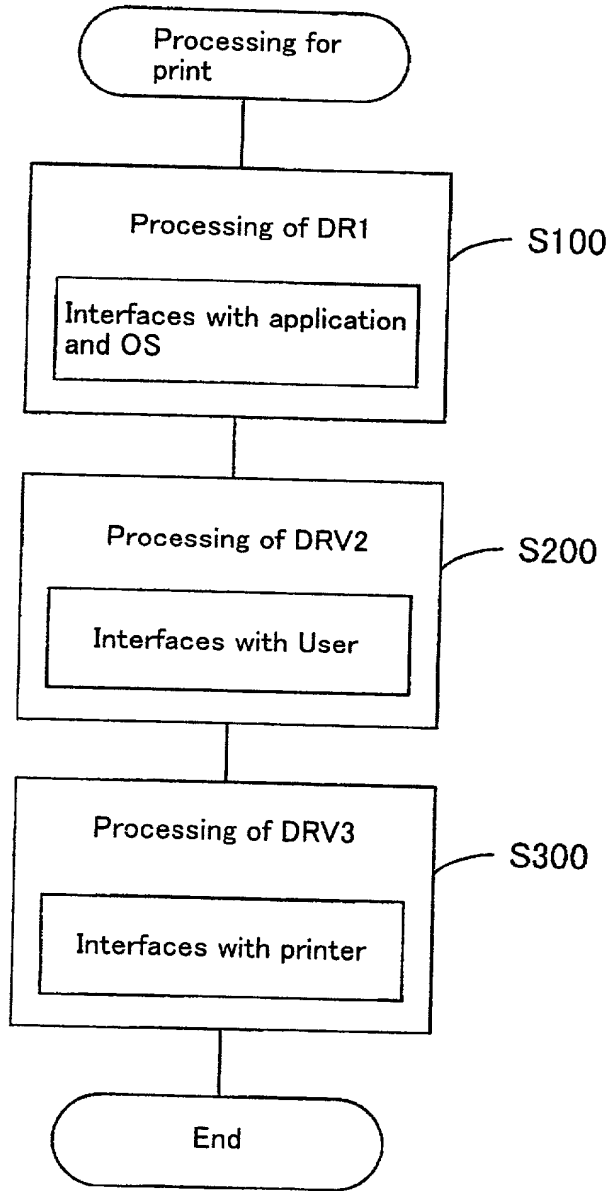 Processing for
print
Processing of DR1
S100
Interfaces with application
and OS
Processing of DRV2
S200
Interfaces with User
Processing of DRV3
S300
Interfaces with printer
End